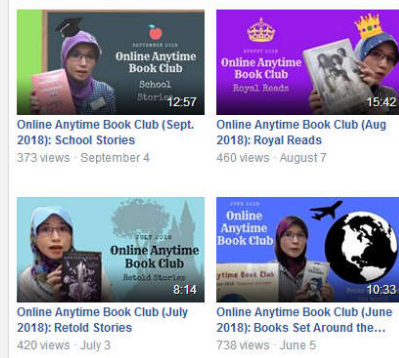 SEPTEMBER 2018
Online Anytime
Book Club
School
Stories
12:57
Online Anytime Book Club (Sept.
2018): School Stories
373 views · September 4
AUGUST 2018
Online Anytime
Book Club
Royal Reads
15:42
Online Anytime Book Club (Aug
2018): Royal Reads
460 views · August 7
JULY 2018
Online Anytime
Book Club
Retold Stories
8:14
Online Anytime Book Club (July
2018): Retold Stories
420 views · July 3
JUNE 2018
Online
Anytime
Book Club
Anytime Book Club
10:33
Online Anytime Book Club (June
2018): Books Set Around the...
738 views · June 5